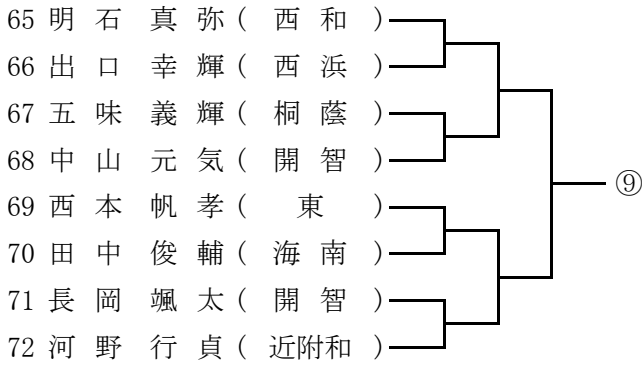 65 明石真弥(西和)
66 出口幸輝(西浜)
67 五味義輝(桐蔭)
68 中山元気(開智)
69 西本帆孝(東)
70 田中俊輔(海南)
71 長岡颯太(開智)
72 河野行貞(近附和)
⑨